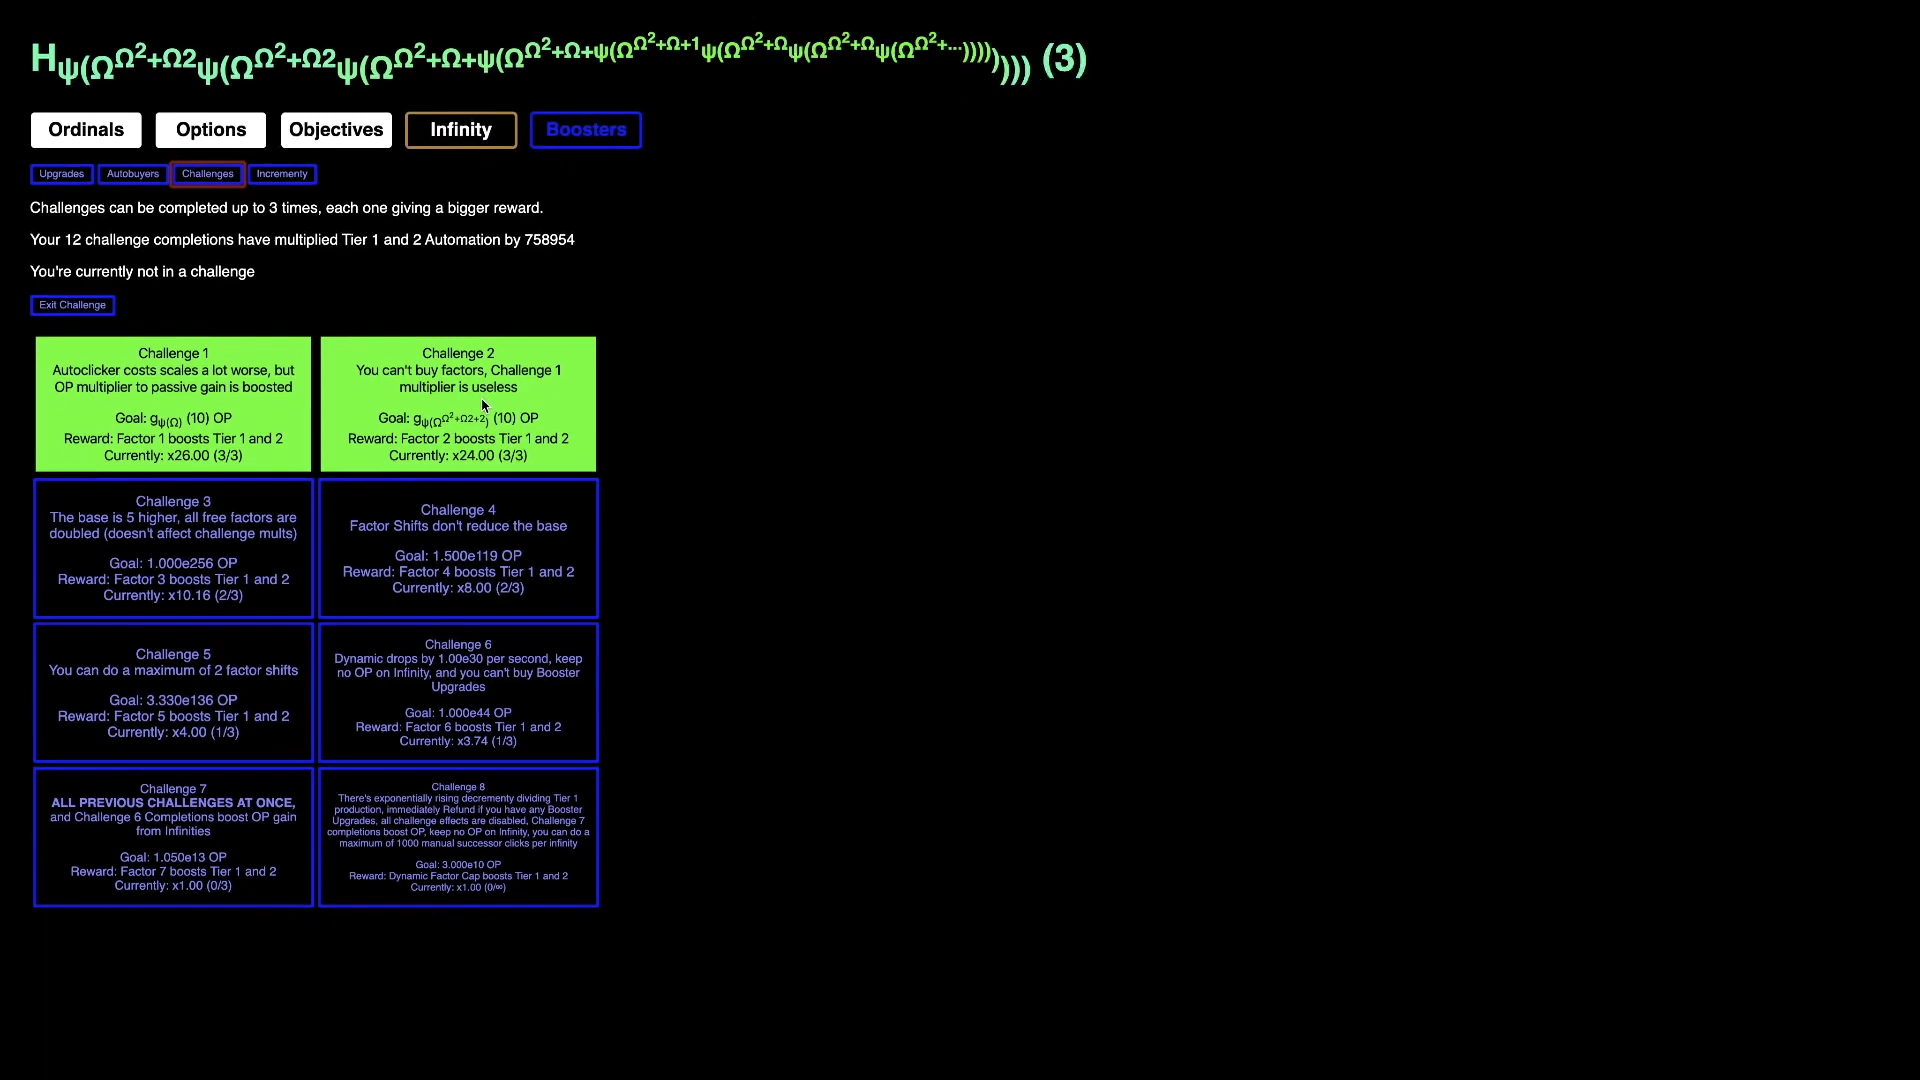 Hψ(Ω^Ω^2+Ω2ψ(Ω^Ω^2+Ω2ψ(Ω^Ω^2+Ω+ψ(Ω^Ω^2+Ω+ψ(Ω^Ω^2+Ω+1ψ(Ω^Ω^2+Ωψ(Ω^Ω^2+Ωψ(Ω^Ω^2+...)))))))) (3)
Ordinals Options Objectives Infinity Boosters
Upgrades Autobuyers Challenges Incrementy
Challenges can be completed up to 3 times, each one giving a bigger reward.
Your 12 challenge completions have multiplied Tier 1 and 2 Automation by 758954
You're currently not in a challenge
Exit Challenge
Challenge 1
Autoclicker costs scales a lot worse, but
OP multiplier to passive gain is boosted
Goal: gψ(Ω) (10) OP
Reward: Factor 1 boosts Tier 1 and 2
Currently: x26.00 (3/3)
Challenge 2
You can't buy factors, Challenge 1
multiplier is useless
Goal: gψ(Ω^Ω^2+Ω2+2) (10) OP
Reward: Factor 2 boosts Tier 1 and 2
Currently: x24.00 (3/3)
Challenge 3
The base is 5 higher, all free factors are
doubled (doesn't affect challenge mults)
Goal: 1.000e256 OP
Reward: Factor 3 boosts Tier 1 and 2
Currently: x10.16 (2/3)
Challenge 4
Factor Shifts don't reduce the base
Goal: 1.500e119 OP
Reward: Factor 4 boosts Tier 1 and 2
Currently: x8.00 (2/3)
Challenge 5
You can do a maximum of 2 factor shifts
Goal: 3.330e136 OP
Reward: Factor 5 boosts Tier 1 and 2
Currently: x4.00 (1/3)
Challenge 6
Dynamic drops by 1.00e30 per second, keep
no OP on Infinity, and you can't buy Booster
Upgrades
Goal: 1.000e44 OP
Reward: Factor 6 boosts Tier 1 and 2
Currently: x3.74 (1/3)
Challenge 7
ALL PREVIOUS CHALLENGES AT ONCE,
and Challenge 6 Completions boost OP gain
from Infinities
Goal: 1.050e13 OP
Reward: Factor 7 boosts Tier 1 and 2
Currently: x1.00 (0/3)
Challenge 8
There's exponentially rising decrementy dividing Tier 1
production, immediately Refund if you have any Booster
Upgrades, all challenge effects are disabled, Challenge 7
completions boost OP, keep no OP on Infinity, you can do a
maximum of 1000 manual successor clicks per infinity
Goal: 3.000e10 OP
Reward: Dynamic Factor Cap boosts Tier 1 and 2
Currently: x1.00 (0/∞)